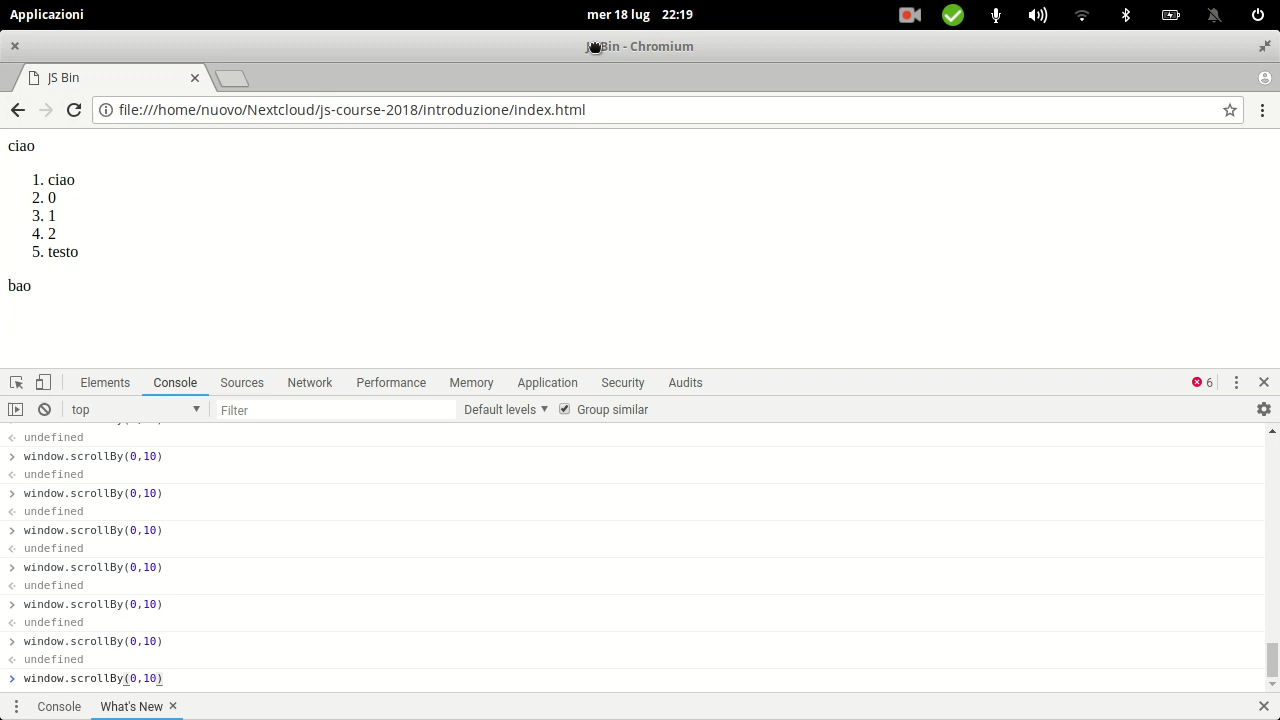 Applicazioni mer 18 lug 22:19
JS Bin - Chromium
JS Bin
file:///home/nuovo/Nextcloud/js-course-2018/introduzione/index.html
ciao
1. ciao
2. 0
3. 1
4. 2
5. testo
bao
Elements Console Sources Network Performance Memory Application Security Audits 6
top Filter Default levels Group similar
undefined
window.scrollBy(0,10)
undefined
window.scrollBy(0,10)
undefined
window.scrollBy(0,10)
undefined
window.scrollBy(0,10)
undefined
window.scrollBy(0,10)
undefined
window.scrollBy(0,10)
undefined
window.scrollBy(0,10)
Console What's New